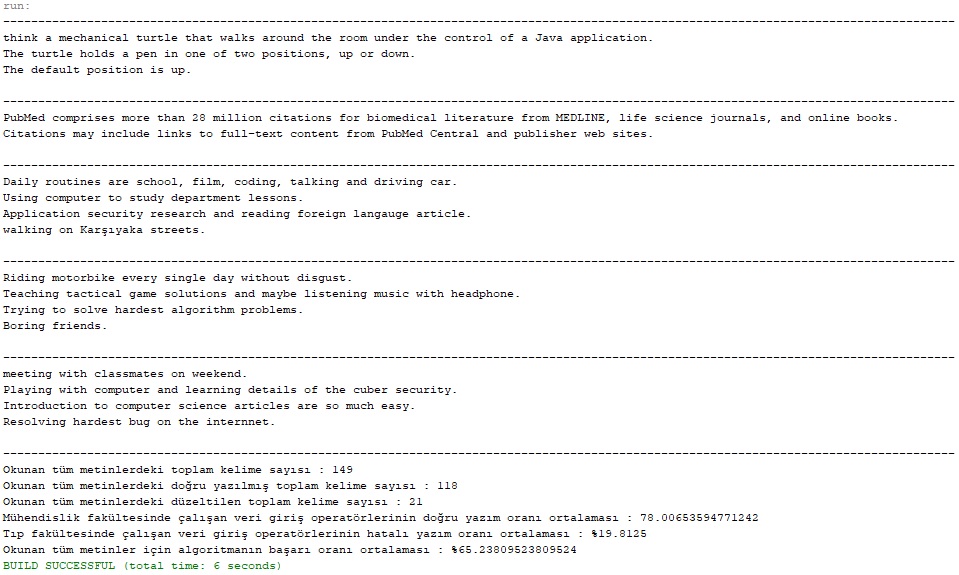 run:
----------------------------------------------------------------------------------------------------------------------------------------
think a mechanical turtle that walks around the room under the control of a Java application.
The turtle holds a pen in one of two positions, up or down.
The default position is up.
----------------------------------------------------------------------------------------------------------------------------------------
PubMed comprises more than 28 million citations for biomedical literature from MEDLINE, life science journals, and online books.
Citations may include links to full-text content from PubMed Central and publisher web sites.
----------------------------------------------------------------------------------------------------------------------------------------
Daily routines are school, film, coding, talking and driving car.
Using computer to study department lessons.
Application security research and reading foreign langauge article.
walking on Karşıyaka streets.
----------------------------------------------------------------------------------------------------------------------------------------
Riding motorbike every single day without disgust.
Teaching tactical game solutions and maybe listening music with headphone.
Trying to solve hardest algorithm problems.
Boring friends.
----------------------------------------------------------------------------------------------------------------------------------------
meeting with classmates on weekend.
Playing with computer and learning details of the cuber security.
Introduction to computer science articles are so much easy.
Resolving hardest bug on the internnet.
----------------------------------------------------------------------------------------------------------------------------------------
Okunan tüm metinlerdeki toplam kelime sayısı : 149
Okunan tüm metinlerdeki doğru yazılmış toplam kelime sayısı : 118
Okunan tüm metinlerdeki düzeltilen toplam kelime sayısı : 21
Mühendislik fakültesinde çalışan veri giriş operatörlerinin doğru yazım oranı ortalaması : 78.00653594771242
Tıp fakültesinde çalışan veri giriş operatörlerinin hatalı yazım oranı ortalaması : %19.8125
Okunan tüm metinler için algoritmanın başarı oranı ortalaması : %65.23809523809524
BUILD SUCCESSFUL (total time: 6 seconds)